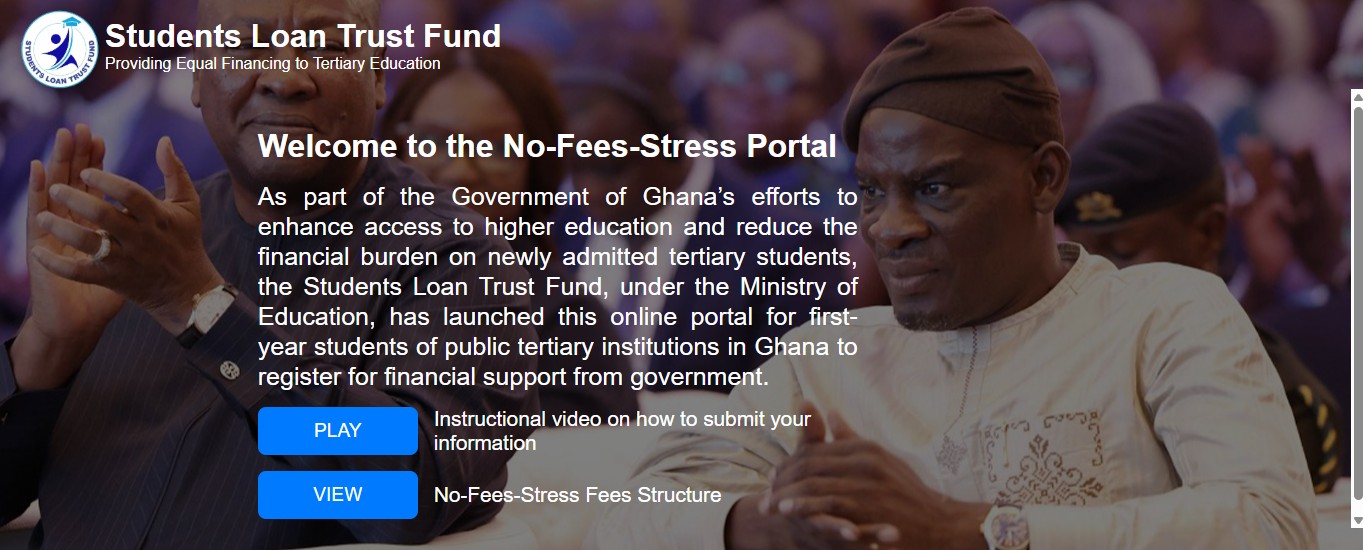 STUDENTS LOAN TRUST FUND
Students Loan Trust Fund
Providing Equal Financing to Tertiary Education
Welcome to the No-Fees-Stress Portal
As part of the Government of Ghana’s efforts to
enhance access to higher education and reduce the
financial burden on newly admitted tertiary students,
the Students Loan Trust Fund, under the Ministry of
Education, has launched this online portal for first-
year students of public tertiary institutions in Ghana to
register for financial support from government.
PLAY
Instructional video on how to submit your
information
VIEW
No-Fees-Stress Fees Structure